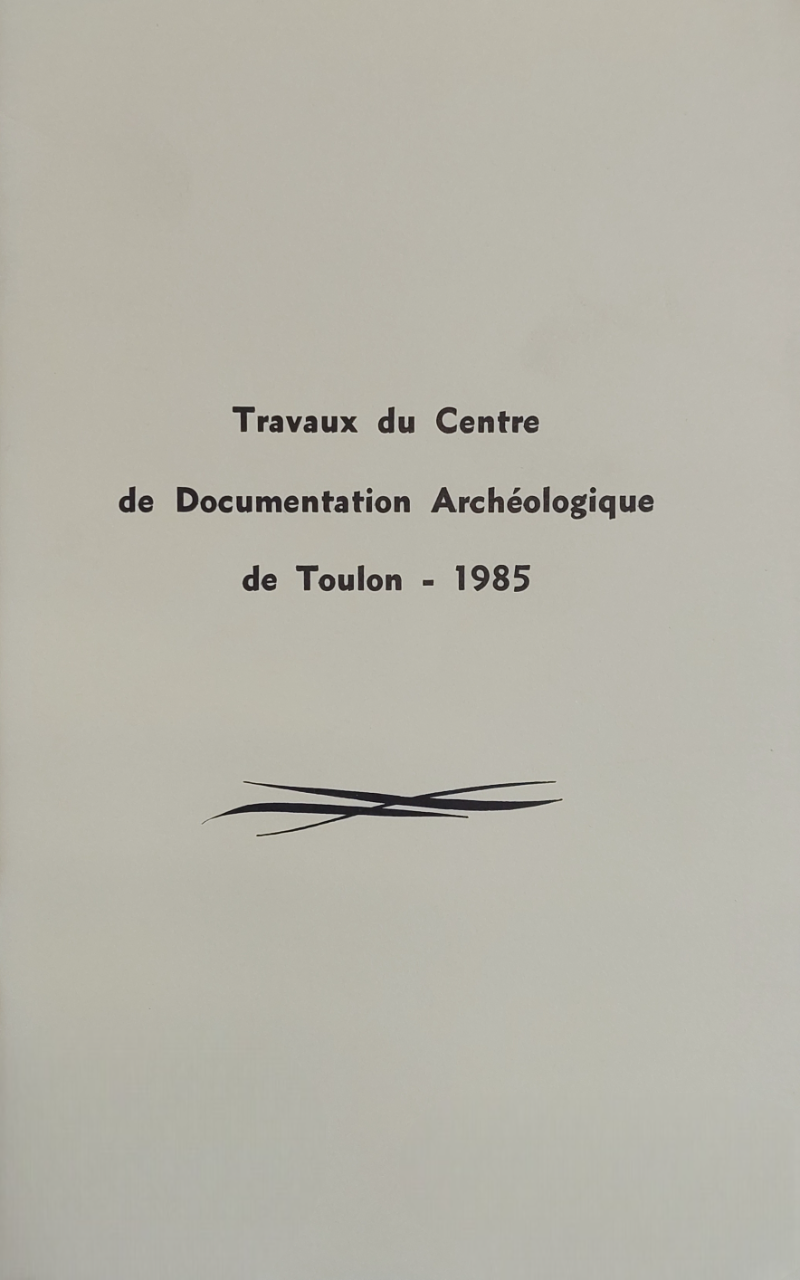 Travaux du Centre
de Documentation Archéologique
de Toulon - 1985